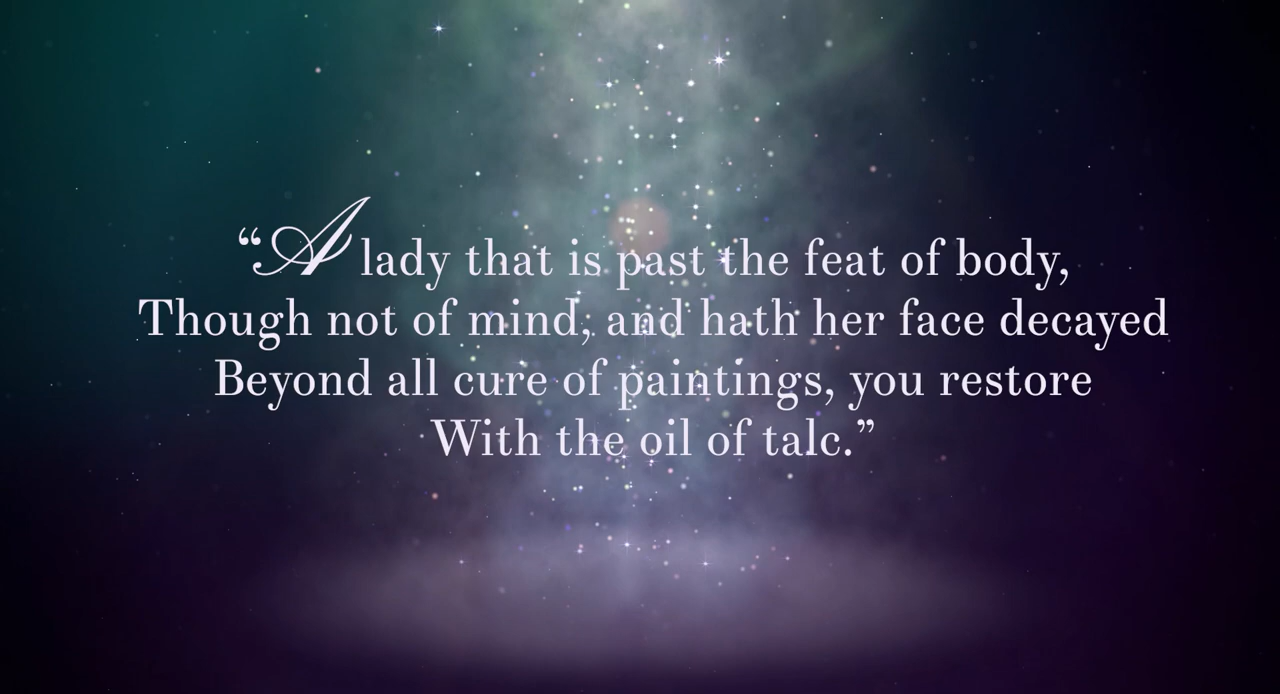 “A lady that is past the feat of body,
Though not of mind, and hath her face decayed
Beyond all cure of paintings, you restore
With the oil of talc.”